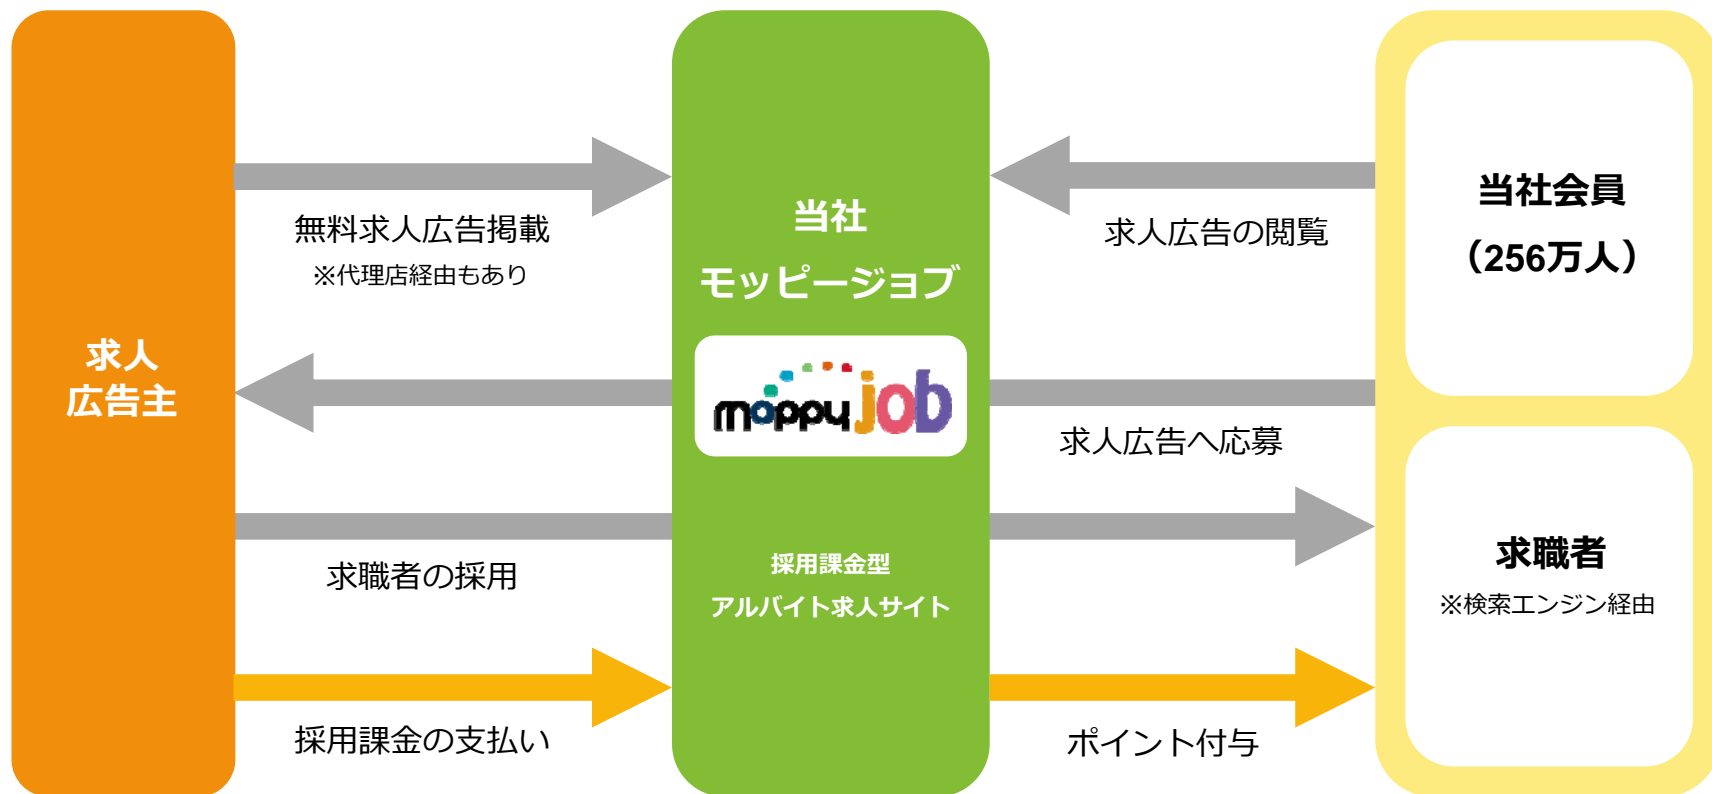 求人
広告主
無料求人広告掲載
※代理店経由もあり
求職者の採用
採用課金の支払い
当社
モッピージョブ
moppy job
採用課金型
アルバイト求人サイト
求人広告の閲覧
求人広告へ応募
ポイント付与
当社会員
（256万人）
求職者
※検索エンジン経由